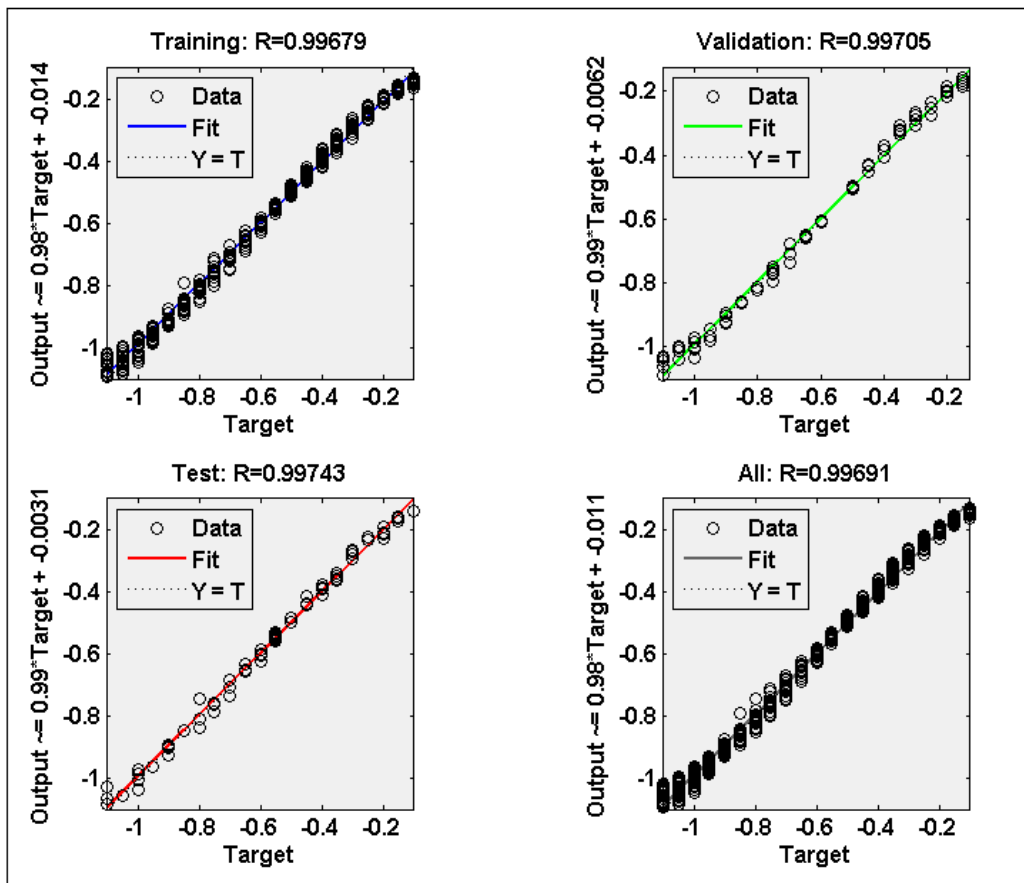 Training: R=0.99679
Output ~= 0.98*Target + -0.014
Data
Fit
Y = T
-0.2
-0.4
-0.6
-0.8
-1
-1
-0.8
-0.6
-0.4
-0.2
Target
Validation: R=0.99705
Output ~= 0.99*Target + -0.0062
Data
Fit
Y = T
-0.2
-0.4
-0.6
-0.8
-1
-1
-0.8
-0.6
-0.4
-0.2
Target
Test: R=0.99743
Output ~= 0.99*Target + -0.0031
Data
Fit
Y = T
-0.2
-0.4
-0.6
-0.8
-1
-1
-0.8
-0.6
-0.4
-0.2
Target
All: R=0.99691
Output ~= 0.98*Target + -0.011
Data
Fit
Y = T
-0.2
-0.4
-0.6
-0.8
-1
-1
-0.8
-0.6
-0.4
-0.2
Target